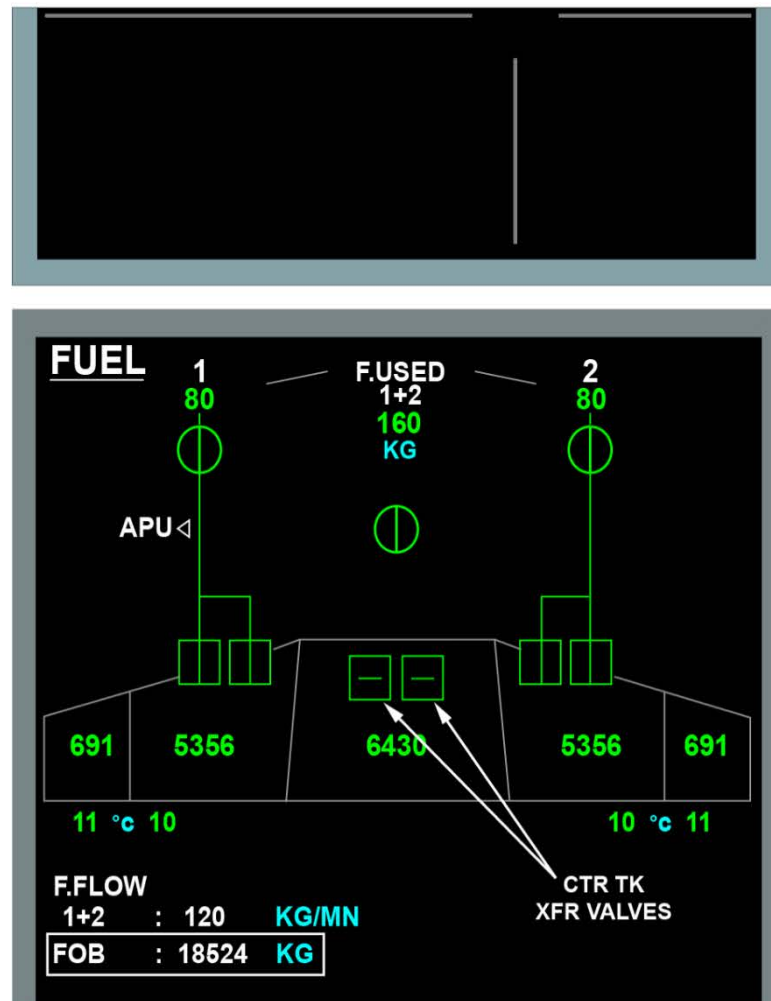 FUEL 1 F.USED 2
80 1+2 80
160
KG
APU
691 5356 6430 5356 691
11 °c 10 10 °c 11
F.FLOW
1+2 : 120 KG/MN
FOB : 18524 KG
CTR TK
XFR VALVES